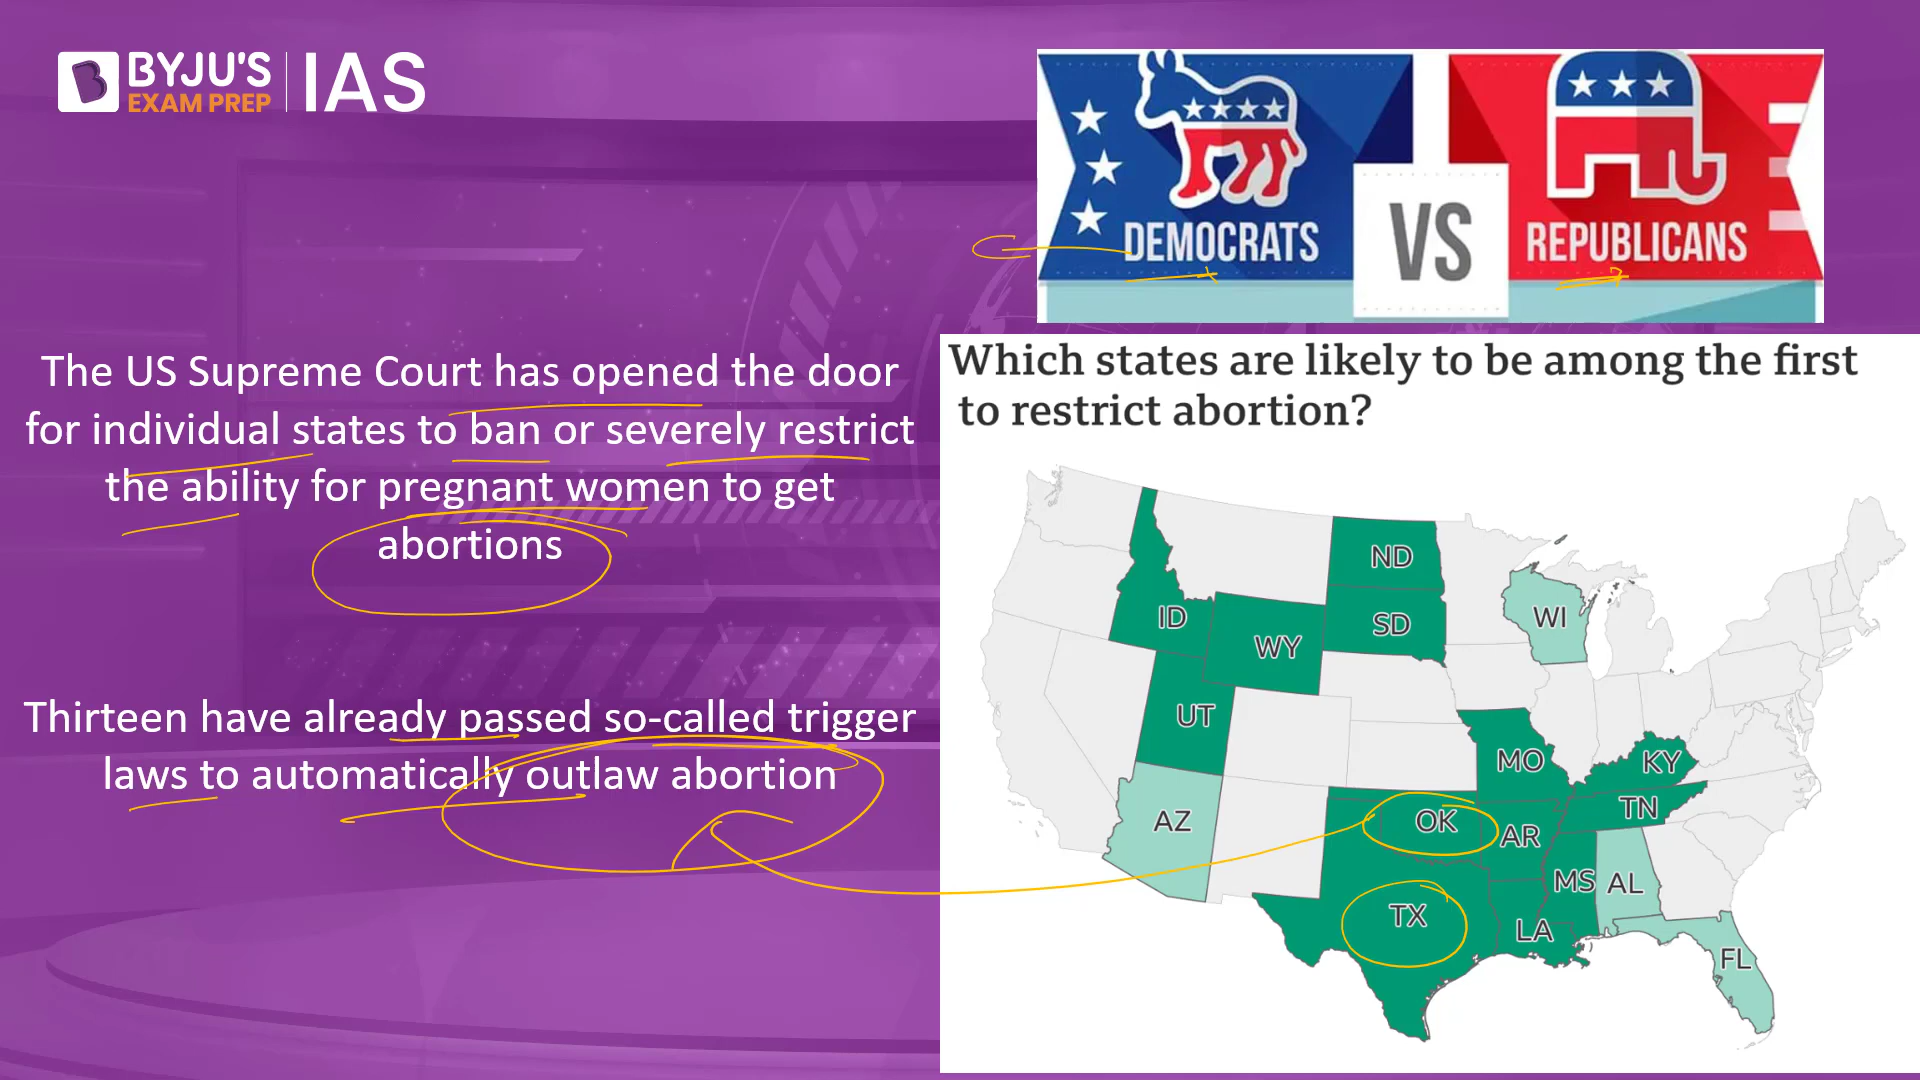 BYJU'S
EXAM PREP
IAS
DEMOCRATS
VS
REPUBLICANS
The US Supreme Court has opened the door
for individual states to ban or severely restrict
the ability for pregnant women to get
abortions
Thirteen have already passed so-called trigger
laws to automatically outlaw abortion
Which states are likely to be among the first
to restrict abortion?
ND
ID
WY
SD
WI
UT
MO
KY
AZ
OK
AR
TN
TX
LA
MS
AL
FL